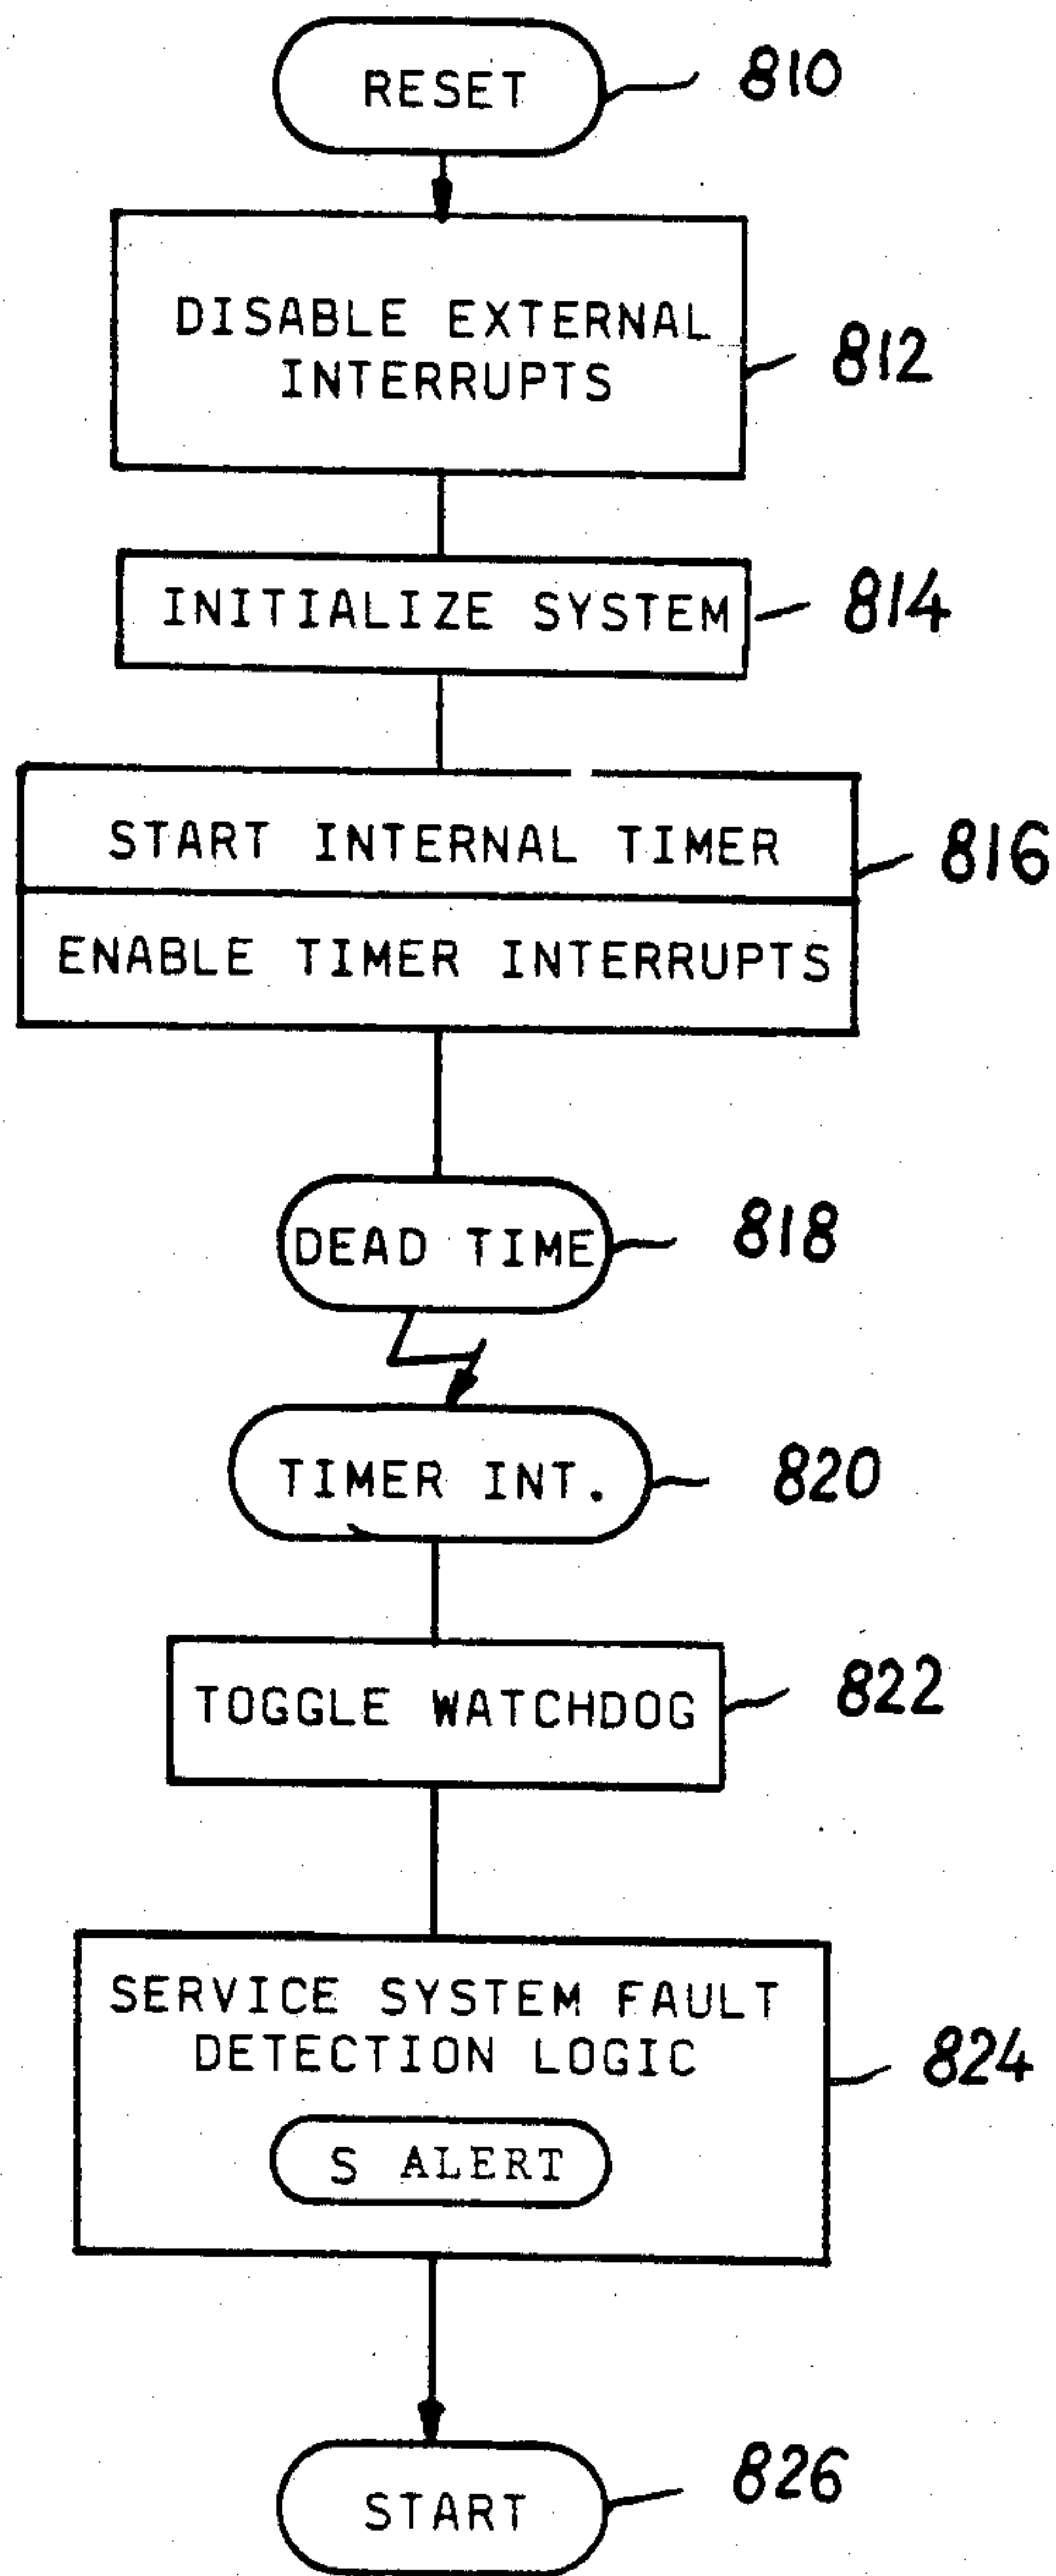 RESET 810
DISABLE EXTERNAL
INTERRUPTS
812
INITIALIZE SYSTEM 814
START INTERNAL TIMER 816
ENABLE TIMER INTERRUPTS
DEAD TIME 818
TIMER INT. 820
TOGGLE WATCHDOG 822
SERVICE SYSTEM FAULT
DETECTION LOGIC
824
S ALERT
START 826